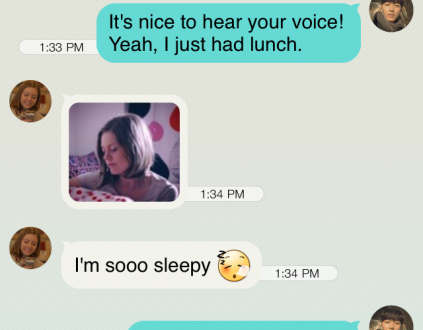 It's nice to hear your voice!
Yeah, I just had lunch.
1:33 PM
1:34 PM
I'm sooo sleepy
1:34 PM